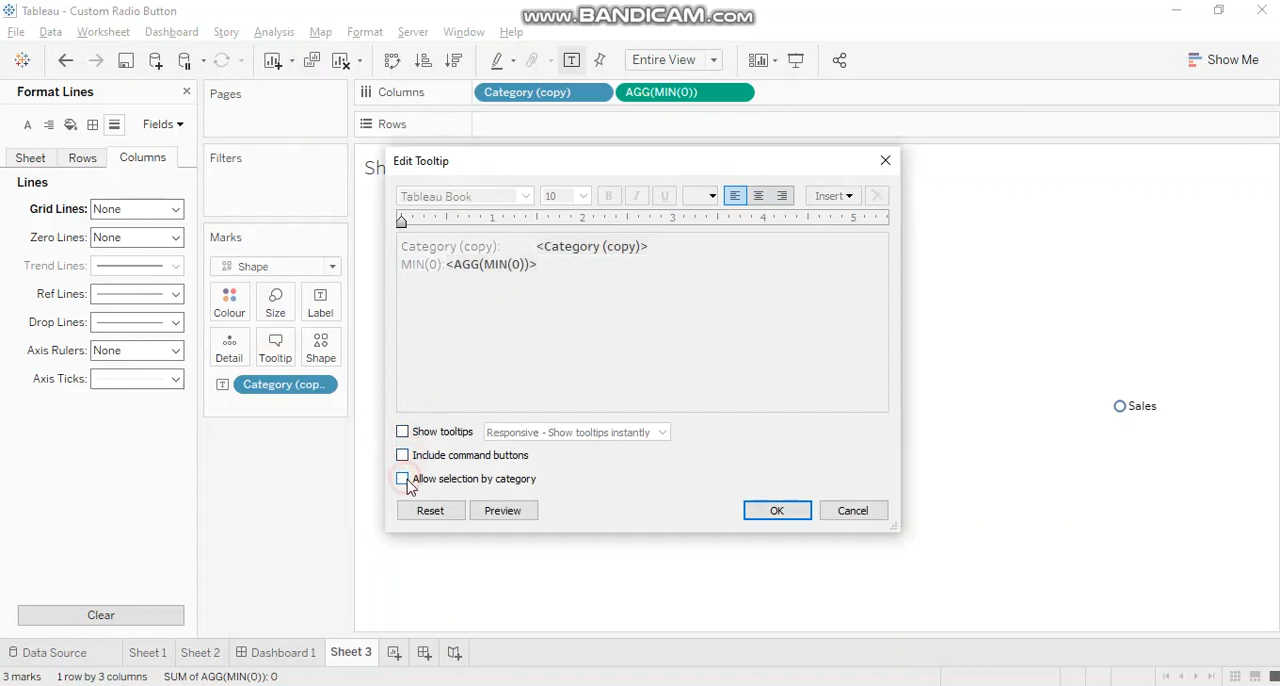 Tableau - Custom Radio Button
www.BANDICAM.com
File Data Worksheet Dashboard Story Analysis Map Format Server Window Help
Entire View
Show Me
Format Lines
Pages
Columns
Category (copy)
AGG(MIN(0))
Fields
Rows
Sheet Rows Columns
Filters
Lines
Grid Lines: None
Zero Lines: None
Trend Lines:
Ref Lines:
Drop Lines:
Axis Rulers: None
Axis Ticks:
Clear
Marks
Shape
Colour Size Label
Detail Tooltip Shape
Category (cop..
Sh
Edit Tooltip
Tableau Book 10 B I U Insert
1 2 3 4 5
Category (copy): <Category (copy)>
MIN(0):<AGG(MIN(0))>
Show tooltips Responsive - Show tooltips instantly
Include command buttons
Allow selection by category
Reset Preview OK Cancel
Sales
Data Source Sheet 1 Sheet 2 Dashboard 1 Sheet 3
3 marks 1 row by 3 columns SUM of AGG(MIN(0)): 0